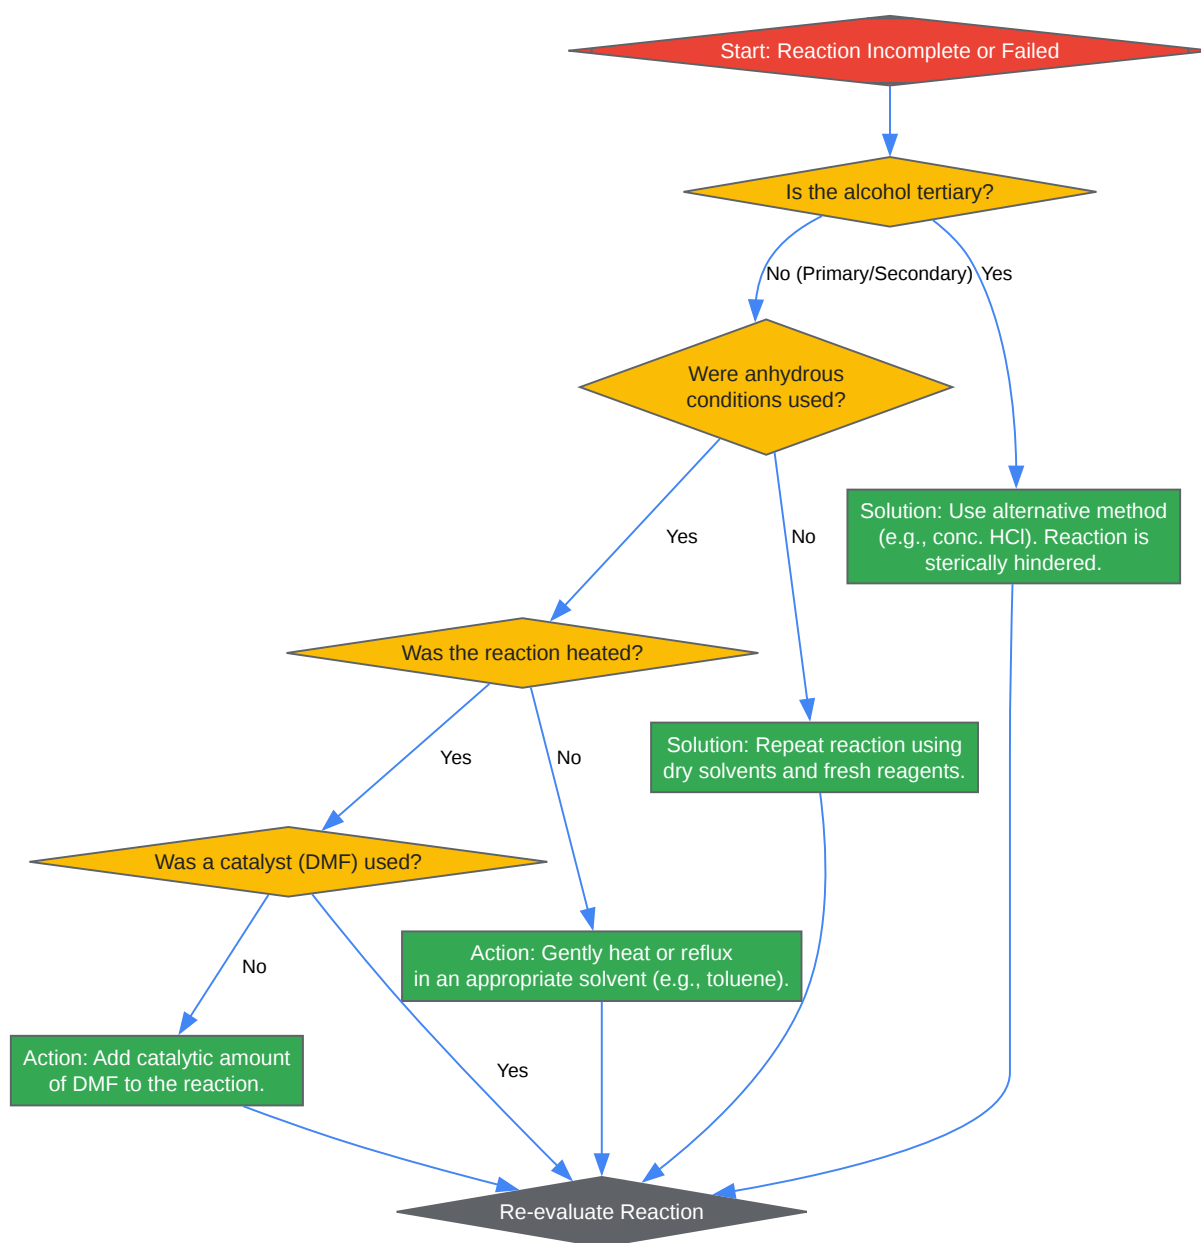 Start: Reaction Incomplete or Failed
Is the alcohol tertiary?
No (Primary/Secondary)
Yes
Were anhydrous
conditions used?
Yes
No
Solution: Use alternative method
(e.g., conc. HCl). Reaction is
sterically hindered.
Was the reaction heated?
Solution: Repeat reaction using
dry solvents and fresh reagents.
Yes
No
Was a catalyst (DMF) used?
Action: Gently heat or reflux
in an appropriate solvent (e.g., toluene).
No
Yes
Action: Add catalytic amount
of DMF to the reaction.
Re-evaluate Reaction